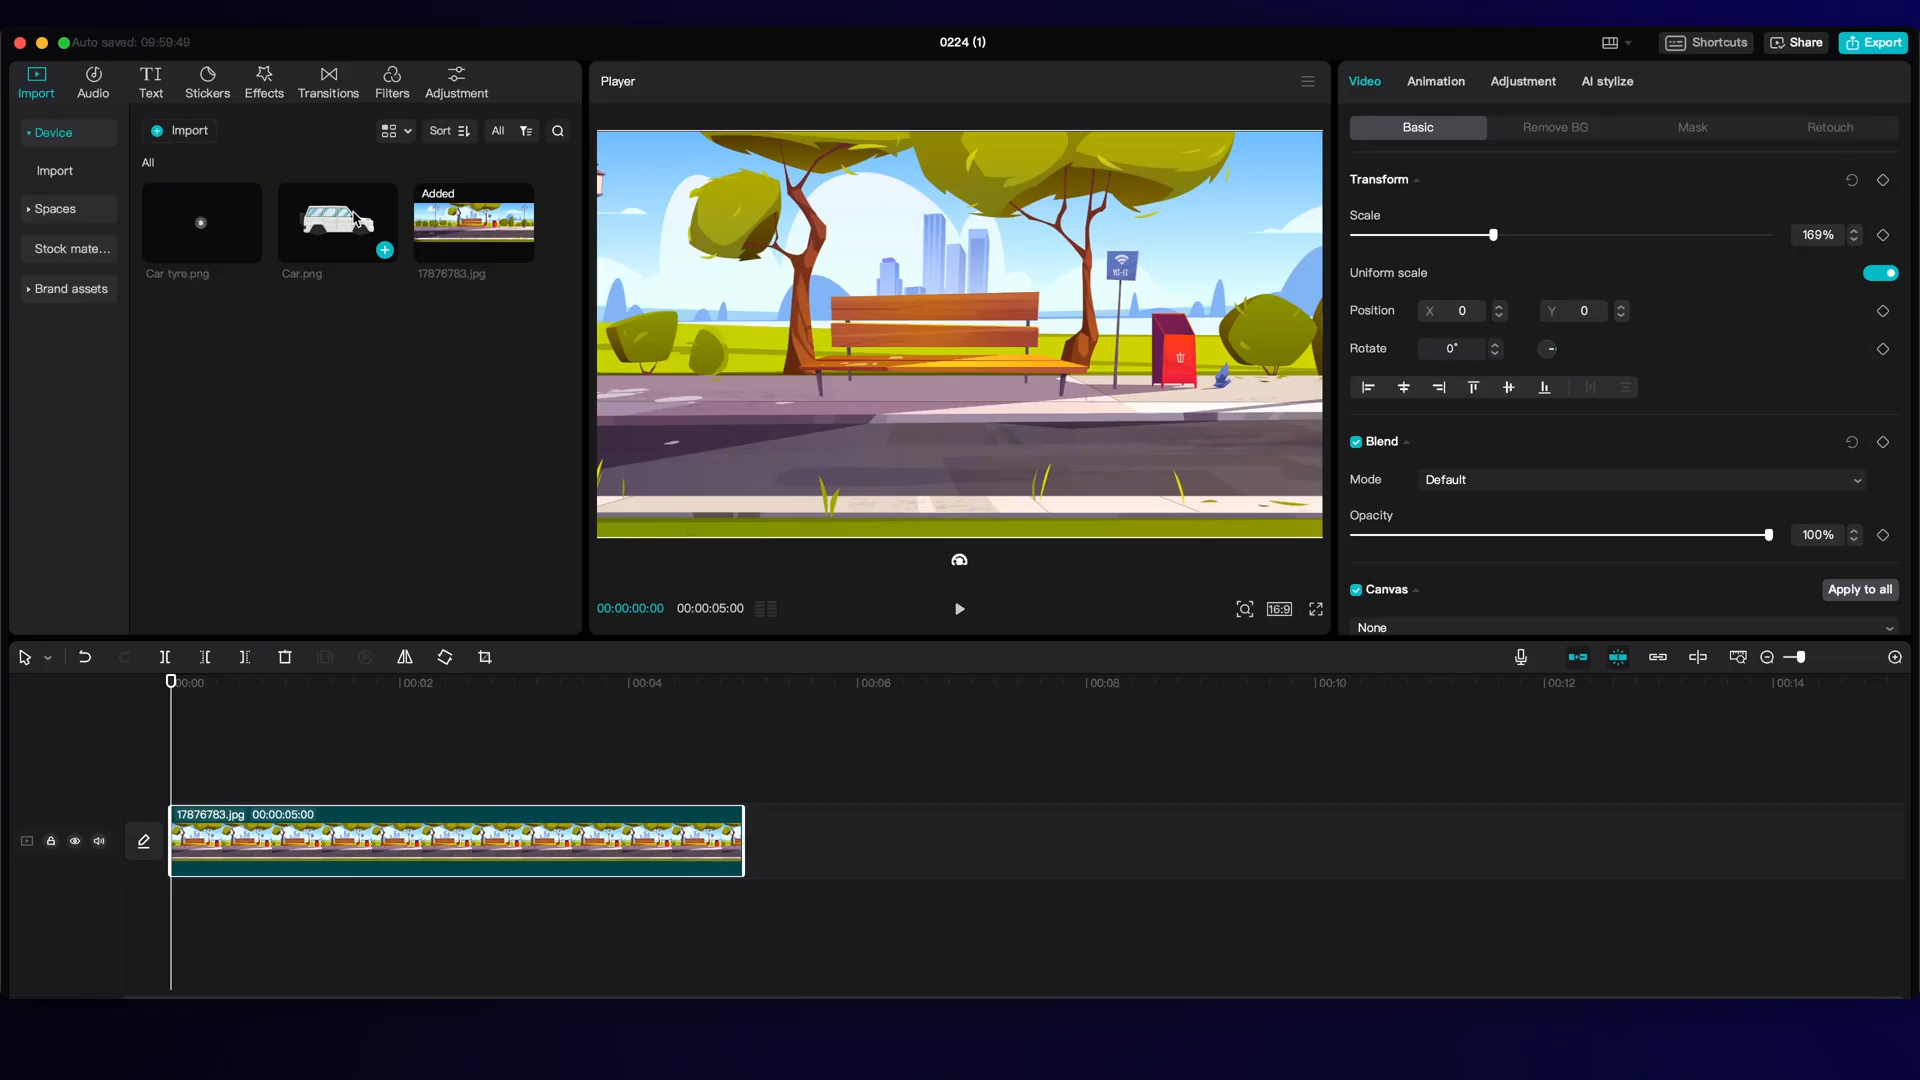 Auto saved: 09:59:49
0224 (1)
Shortcuts
Share
Export
Import
Audio
TI
Text
Stickers
Effects
Transitions
Filters
Adjustment
Device
Import
Spaces
Stock mate...
Brand assets
Import
Sort
All
All
Added
Car tyre.png
Car.png
17876783.jpg
Player
WI-FI
00:00:00:00
00:00:05:00
16:9
Video
Animation
Adjustment
AI stylize
Basic
Remove BG
Mask
Retouch
Transform
Scale
169%
Uniform scale
Position
X 0
Y 0
Rotate
0°
Blend
Mode
Default
Opacity
100%
Canvas
Apply to all
None
00:00
00:02
00:04
00:06
00:08
00:10
00:12
00:14
17876783.jpg 00:00:05:00